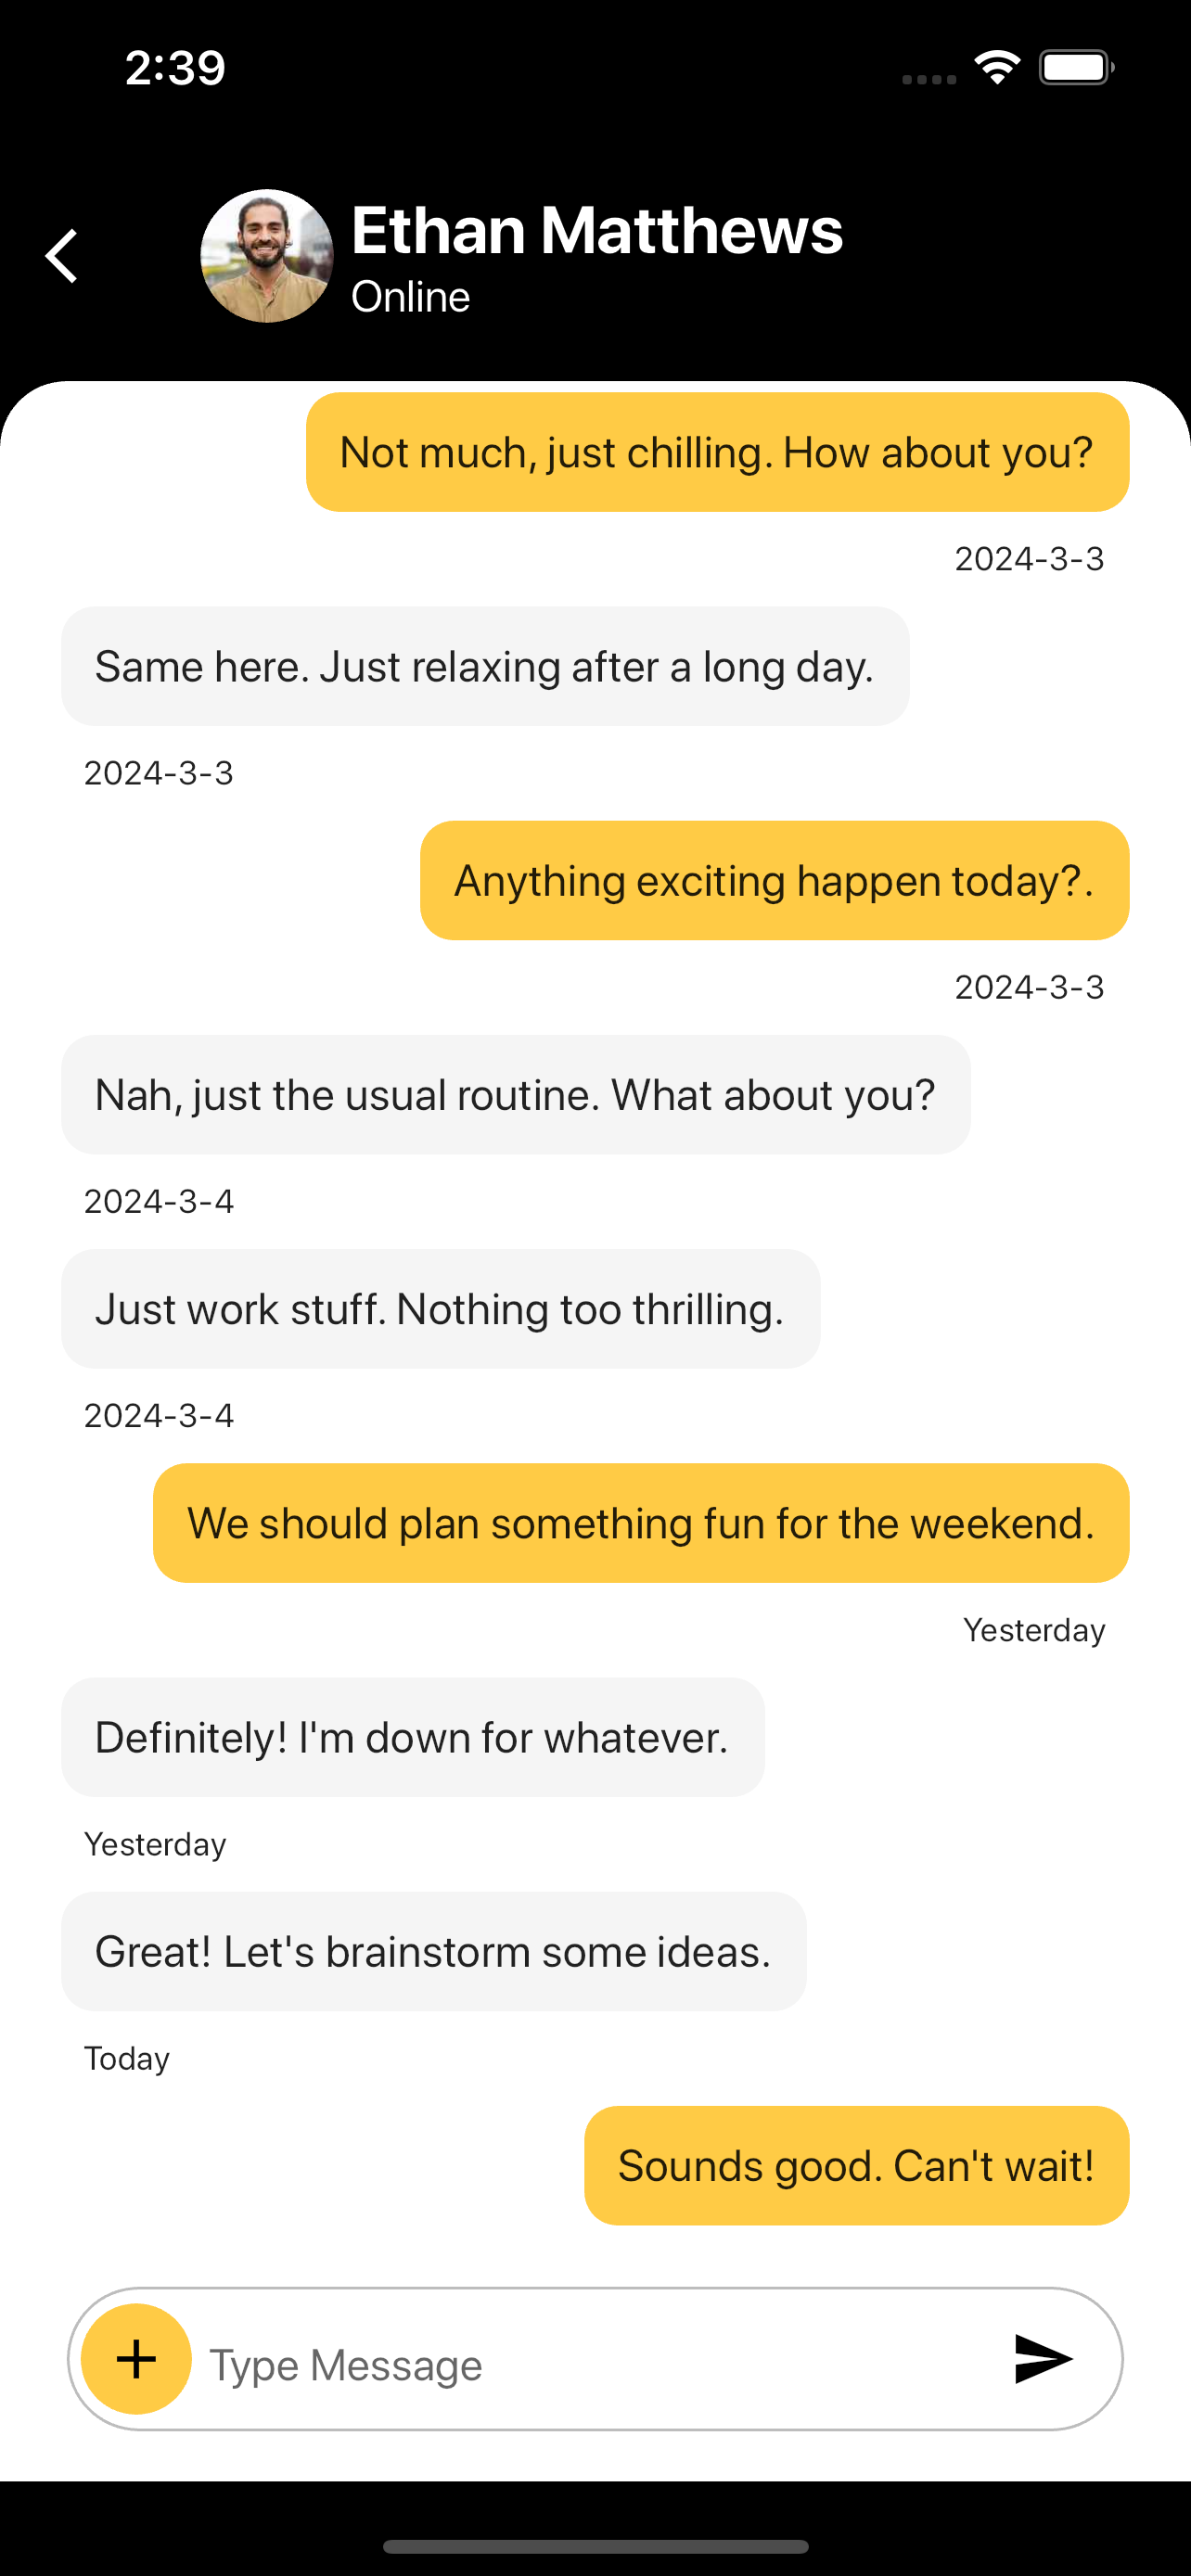 2:39
Ethan Matthews
Online
Not much, just chilling. How about you?
2024-3-3
Same here. Just relaxing after a long day.
2024-3-3
Anything exciting happen today?.
2024-3-3
Nah, just the usual routine. What about you?
2024-3-4
Just work stuff. Nothing too thrilling.
2024-3-4
We should plan something fun for the weekend.
Yesterday
Definitely! I'm down for whatever.
Yesterday
Great! Let's brainstorm some ideas.
Today
Sounds good. Can't wait!
Type Message